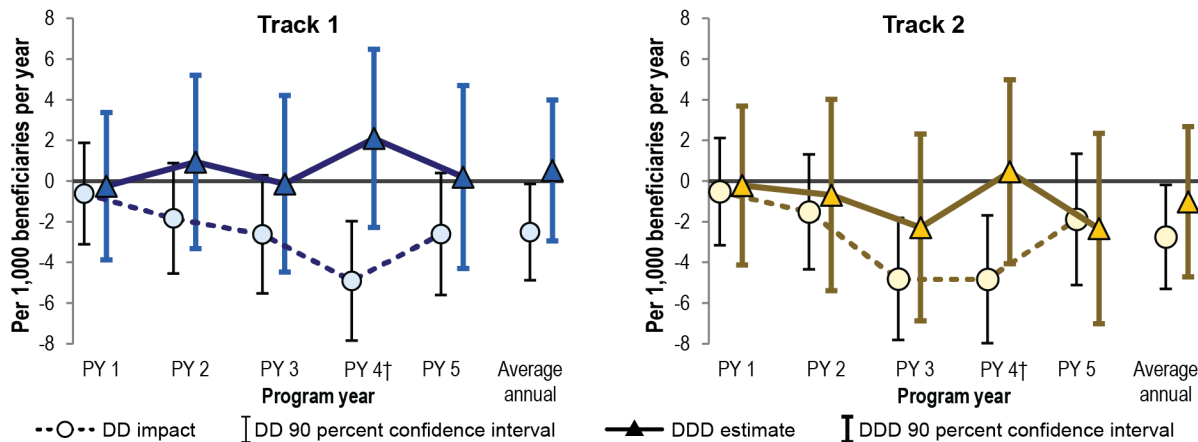 Track 1
Per 1,000 beneficiaries per year
8
6
4
2
0
-2
-4
-6
-8
PY 1
PY 2
PY 3
PY 4†
PY 5
Average annual
Program year
Track 2
Per 1,000 beneficiaries per year
8
6
4
2
0
-2
-4
-6
-8
PY 1
PY 2
PY 3
PY 4†
PY 5
Average annual
Program year
DD impact
DD 90 percent confidence interval
DDD estimate
DDD 90 percent confidence interval